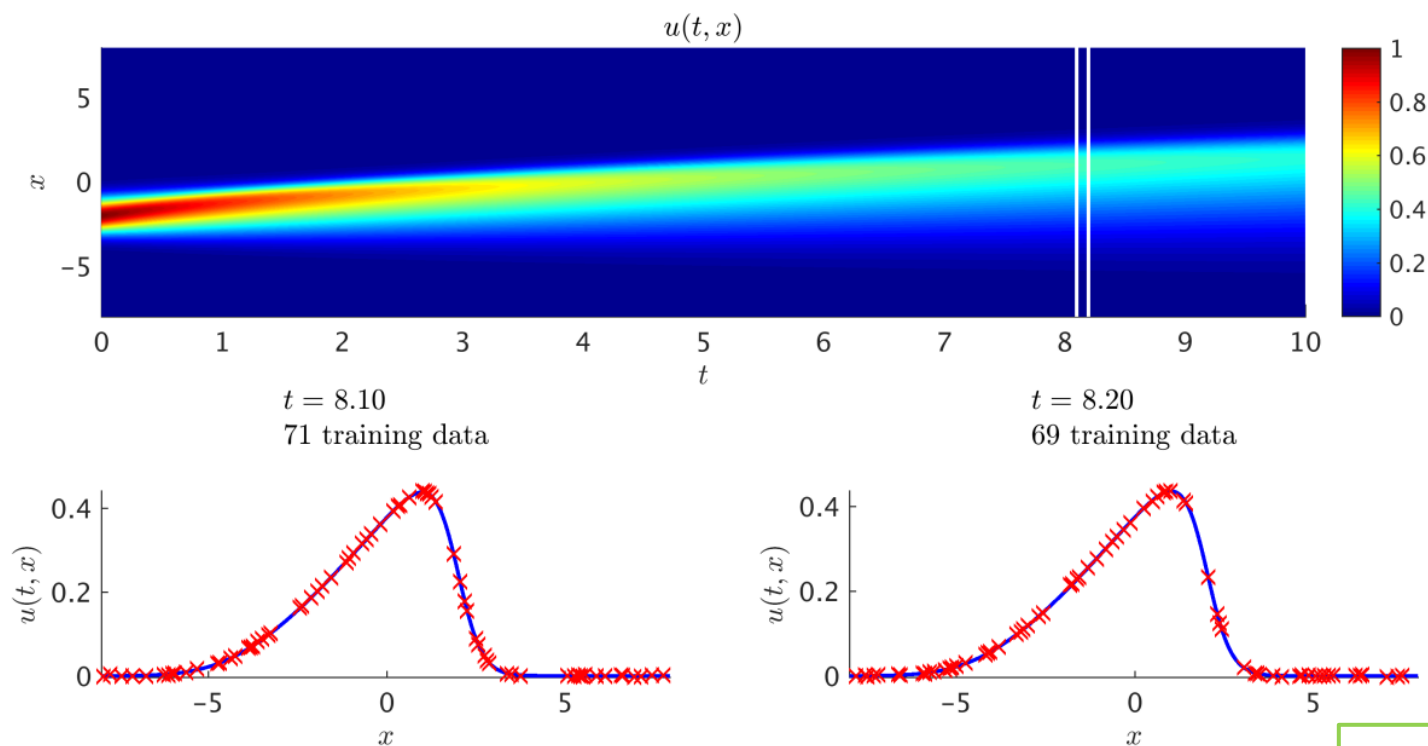 u(t, x)
5
0
−5
x
0 1 2 3 4 5 6 7 8 9 10
t
1
0.8
0.6
0.4
0.2
0
t = 8.10
71 training data
0.4
0.2
0
u(t, x)
-5 0 5
x
t = 8.20
69 training data
0.4
0.2
0
u(t, x)
-5 0 5
x